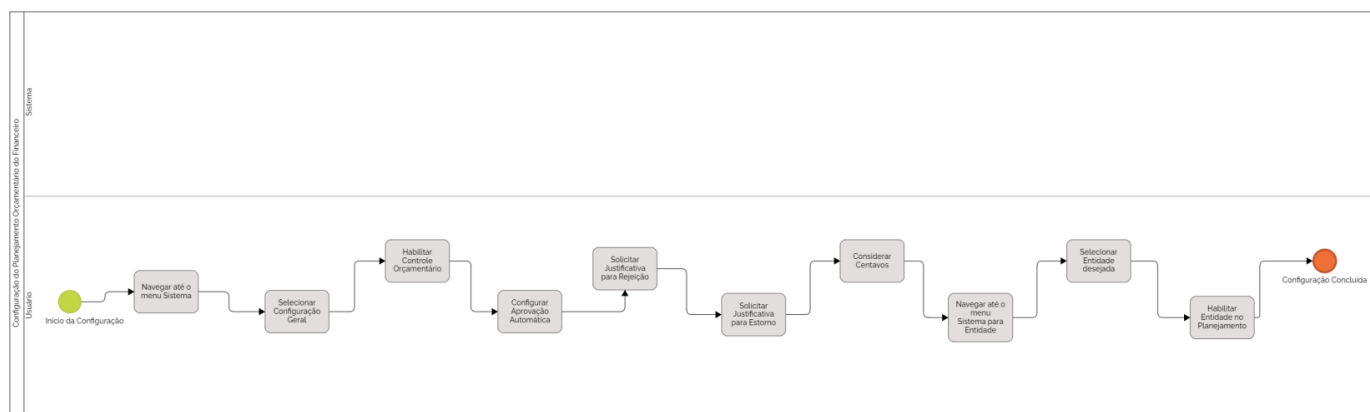 Configuração do Planejamento Orçamentário do Financeiro
Sistema
Usuário
Início da Configuração
Navegar até o
menu Sistema
Selecionar
Configuração
Geral
Habilitar
Controle
Orçamentário
Configurar
Aprovação
Automática
Solicitar
Justificativa
para Rejeição
Solicitar
Justificativa
para Estorno
Considerar
Centavos
Navegar até o
menu
Sistema para
Entidade
Selecionar
Entidade
desejada
Habilitar
Entidade no
Planejamento
Configuração Concluída